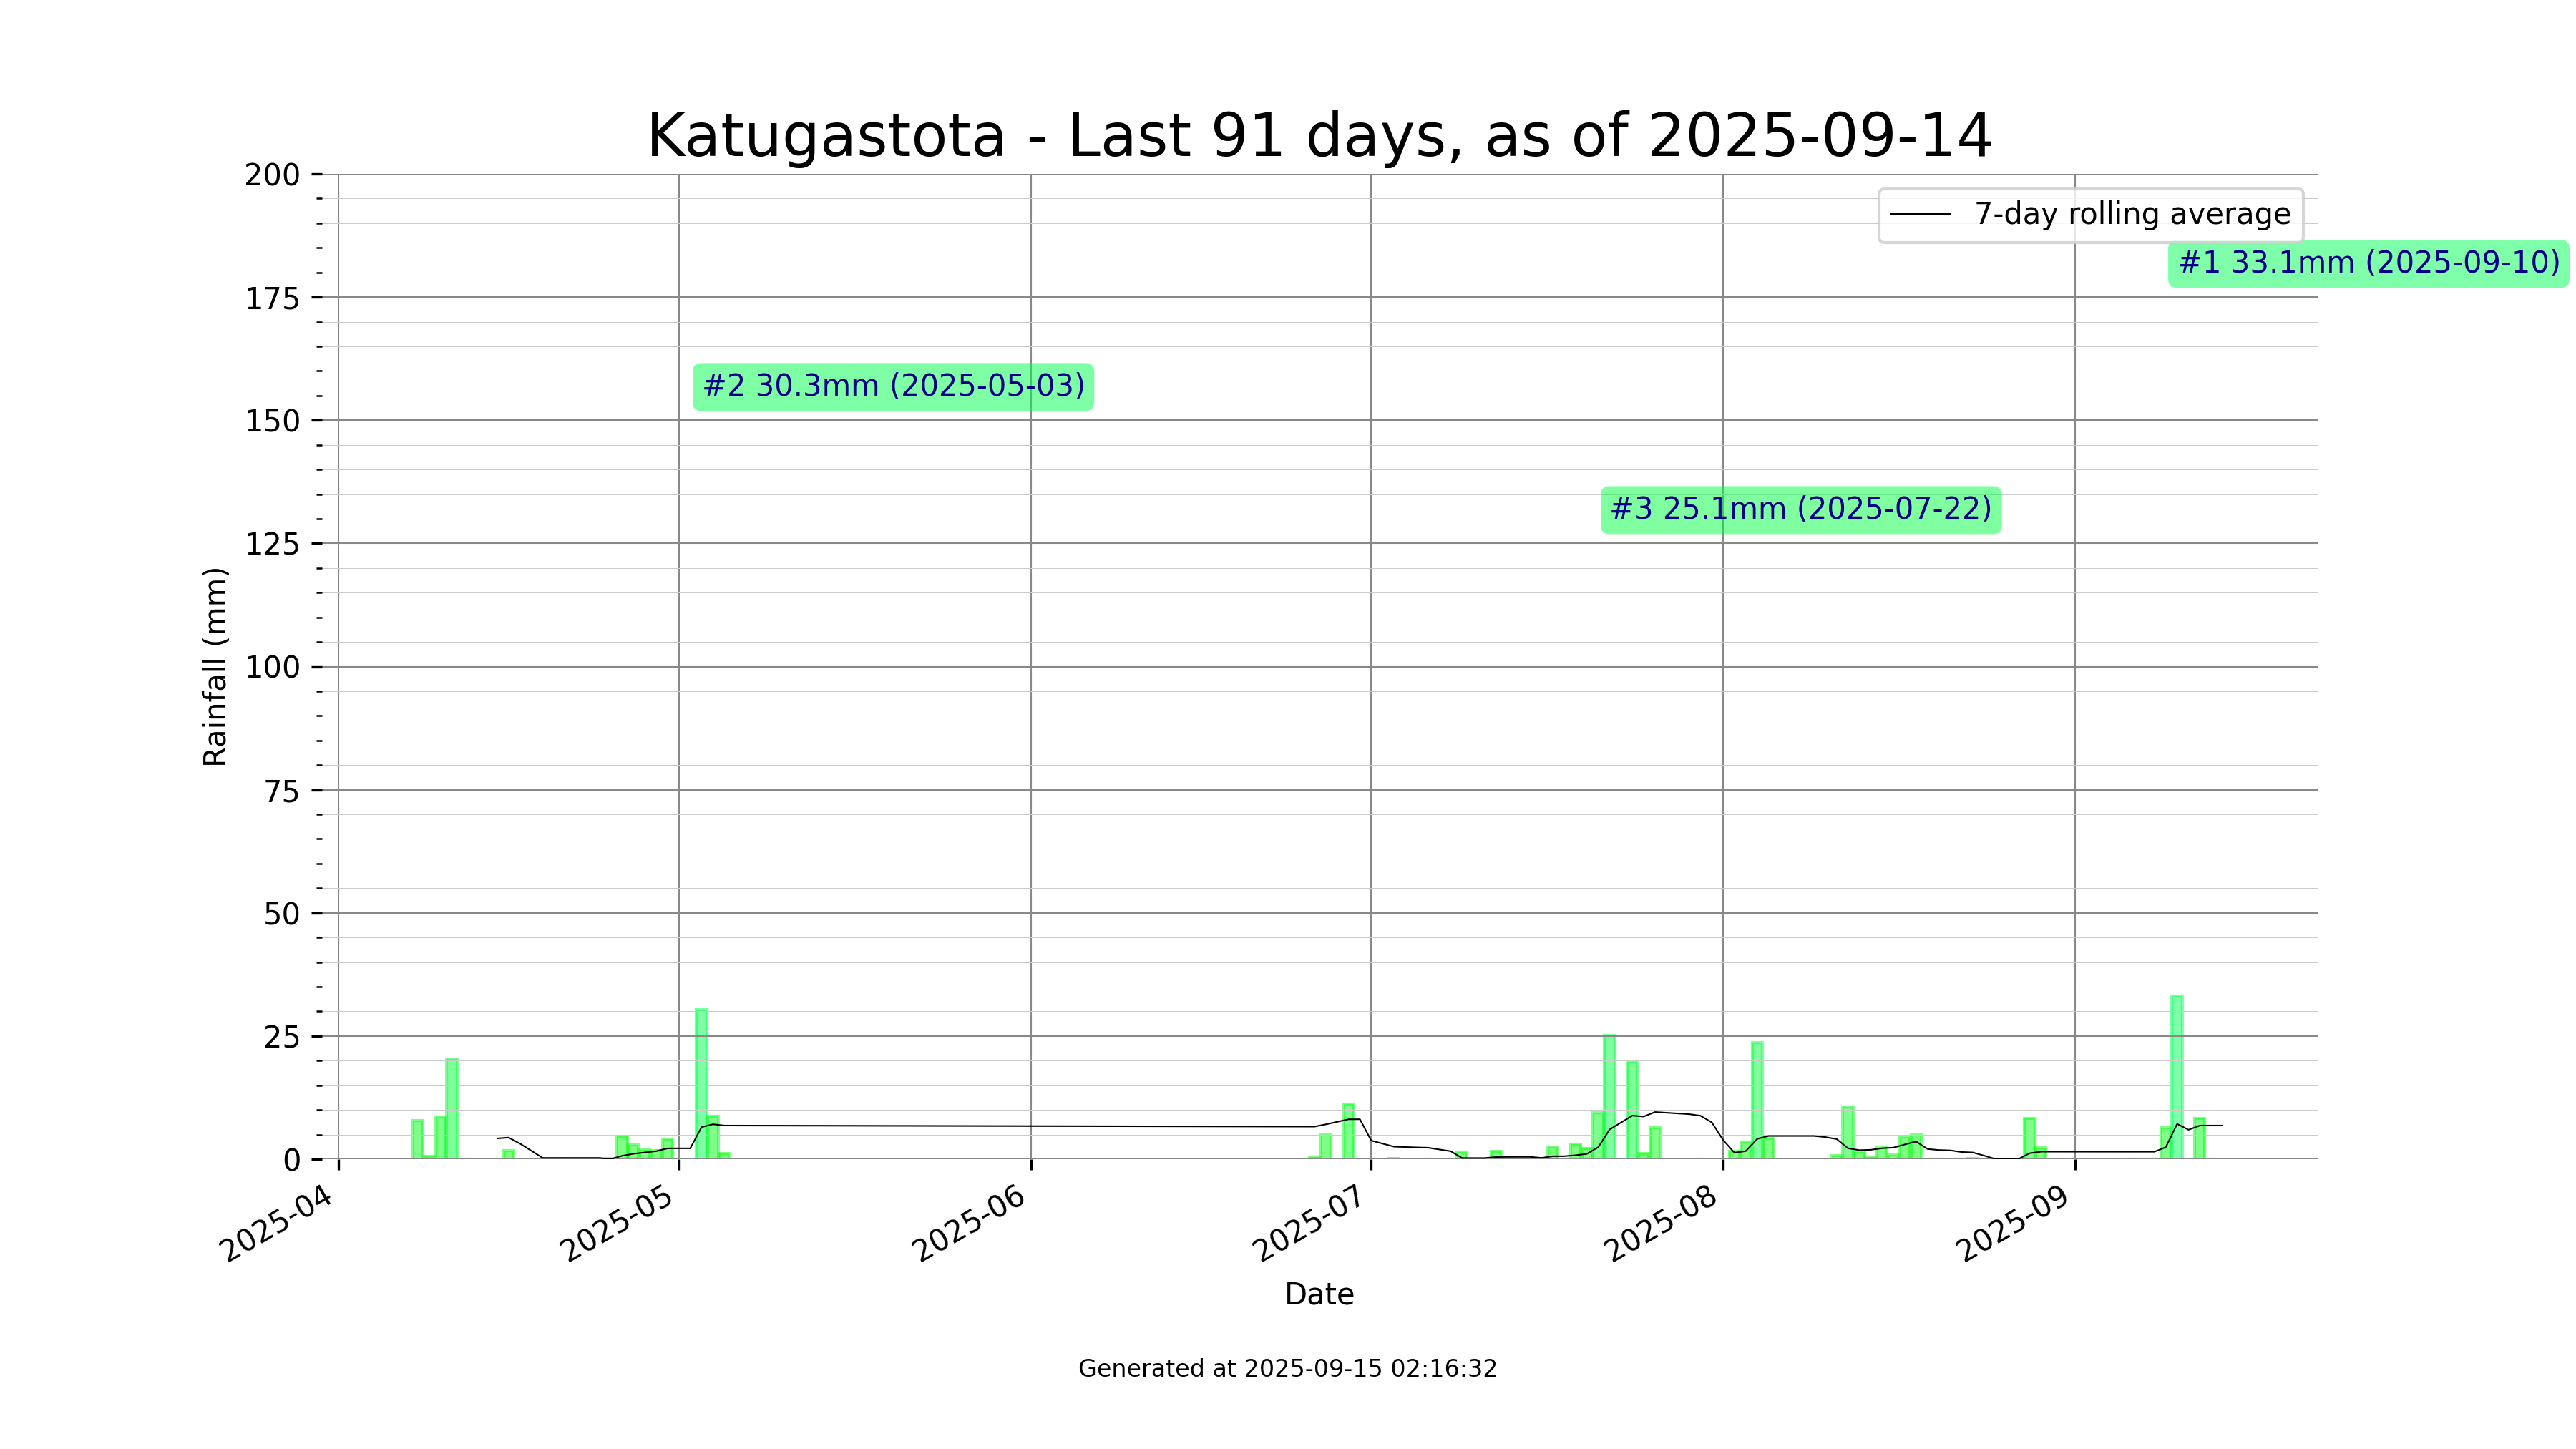 Katugastota - Last 91 days, as of 2025-09-14
200
175
150
125
100
75
50
25
0
Rainfall (mm)
7-day rolling average
#1 33.1mm (2025-09-10)
#2 30.3mm (2025-05-03)
#3 25.1mm (2025-07-22)
2025-04
2025-05
2025-06
2025-07
2025-08
2025-09
Date
Generated at 2025-09-15 02:16:32